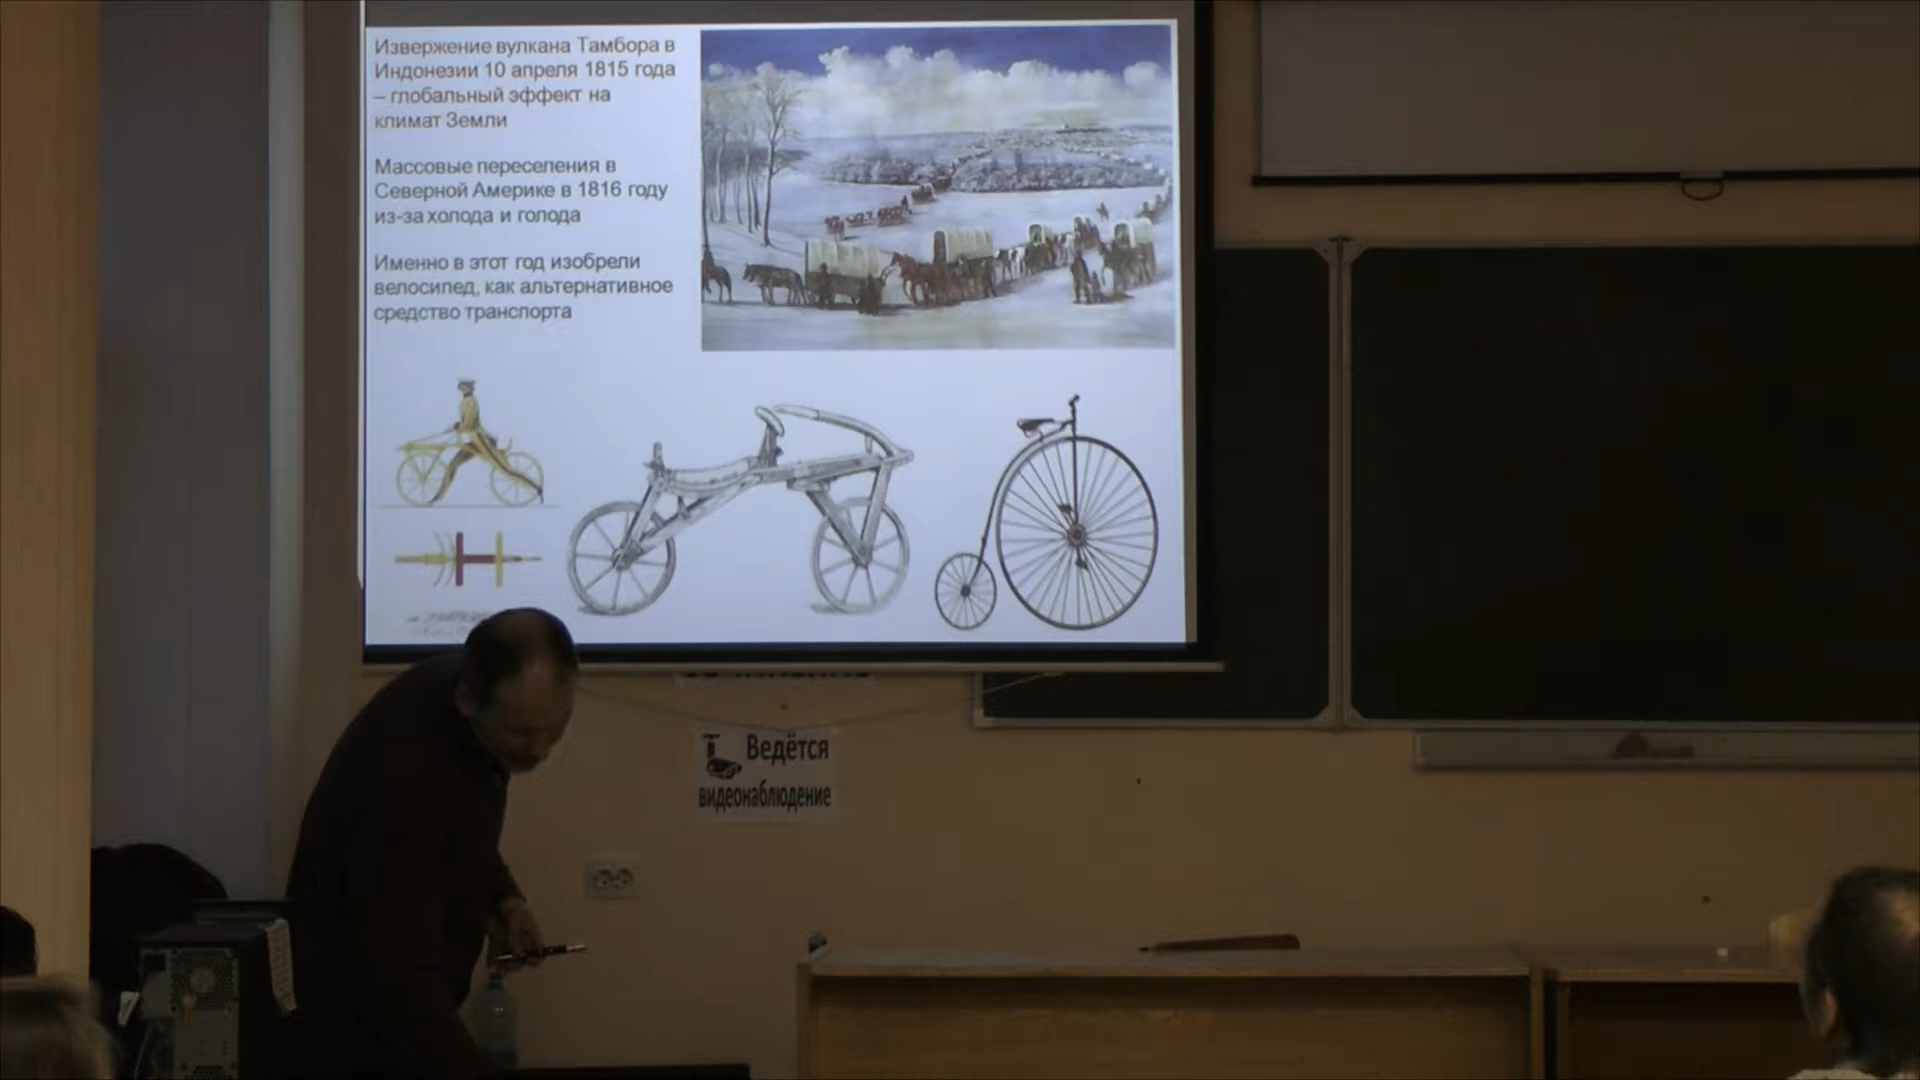 Извержение вулкана Тамбора в
Индонезии 10 апреля 1815 года
– глобальный эффект на
климат Земли
Массовые переселения в
Северной Америке в 1816 году
из-за холода и голода
Именно в этот год изобрели
велосипед, как альтернативное
средство транспорта
Ведётся
видеонаблюдение